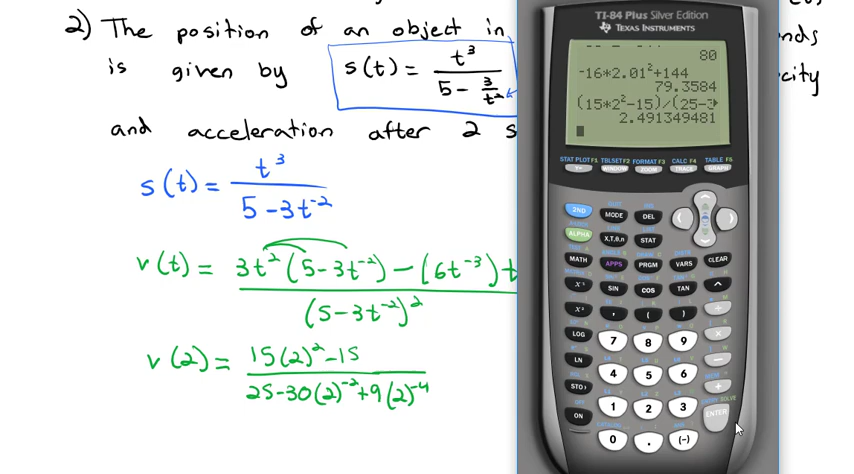 2) The position of an object in nds
is given by s(t) = t³ / (5 - 3/t²) ocity
and acceleration after 2 s
s(t) = t³ / (5-3t⁻²)
v(t) = 3t²(5-3t⁻²) - (6t⁻³)t / (5-3t⁻²)²
v(2) = 15(2)² -15 / 25-30(2)⁻²+9(2)⁻⁴
TI-84 Plus Silver Edition
TEXAS INSTRUMENTS
80
-16*2.01²+144
79.3584
(15*2²-15)/(25-3
2.491349481
STAT PLOT F1 TBLSET F2 FORMAT F3 CALC F4 TABLE F5
Y= WINDOW ZOOM TRACE GRAPH
2ND MODE DEL
ALPHA X,T,θ,n STAT
MATH APPS PRGM VARS CLEAR
x⁻¹ SIN COS TAN ^
x² , ( ) ÷
LOG 7 8 9 ×
LN 4 5 6 −
STO› 1 2 3 +
ON 0 . (-) ENTER